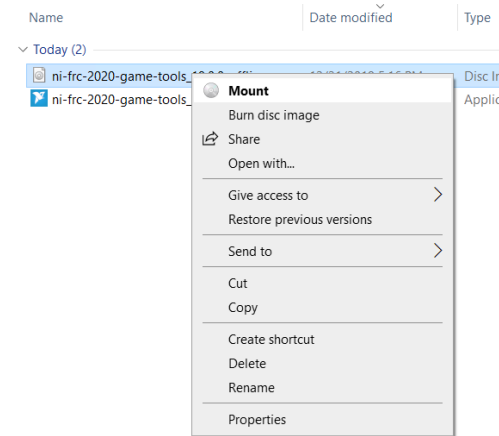 Name Date modified Type
Today (2)
ni-frc-2020-game-tools_ Disc
ni-frc-2020-game-tools_ Applic
Mount
Burn disc image
Share
Open with...
Give access to
Restore previous versions
Send to
Cut
Copy
Create shortcut
Delete
Rename
Properties